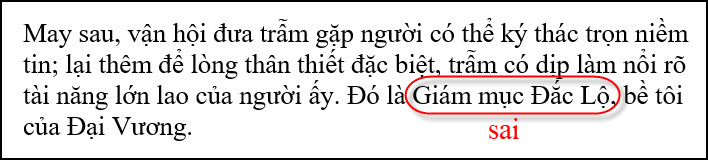 May sau, vận hội đưa trẫm gặp người có thể ký thác trọn niềm
tin; lại thêm để lòng thân thiết đặc biệt, trẫm có dịp làm nổi rõ
tài năng lớn lao của người ấy. Đó là Giám mục Đắc Lộ, bề tôi
của Đại Vương.
sai